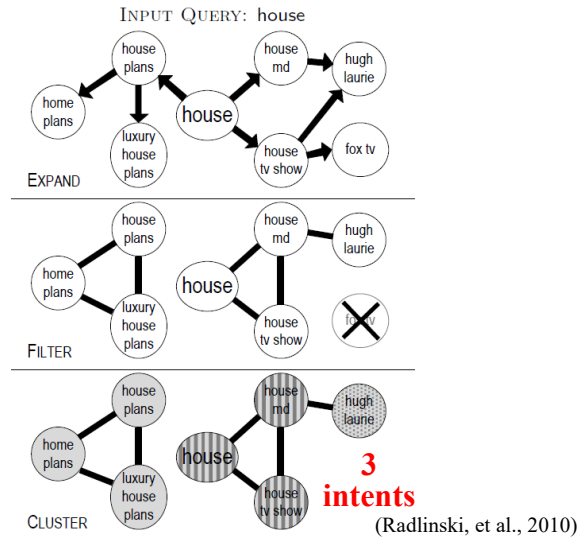 INPUT QUERY: house
house
plans
house
md
hugh
laurie
home
plans
house
luxury
house
plans
house
tv show
fox tv
EXPAND
house
plans
house
md
hugh
laurie
home
plans
house
luxury
house
plans
house
tv show
fox tv
FILTER
house
plans
house
md
hugh
laurie
home
plans
house
luxury
house
plans
house
tv show
3
intents
CLUSTER
(Radlinski, et al., 2010)